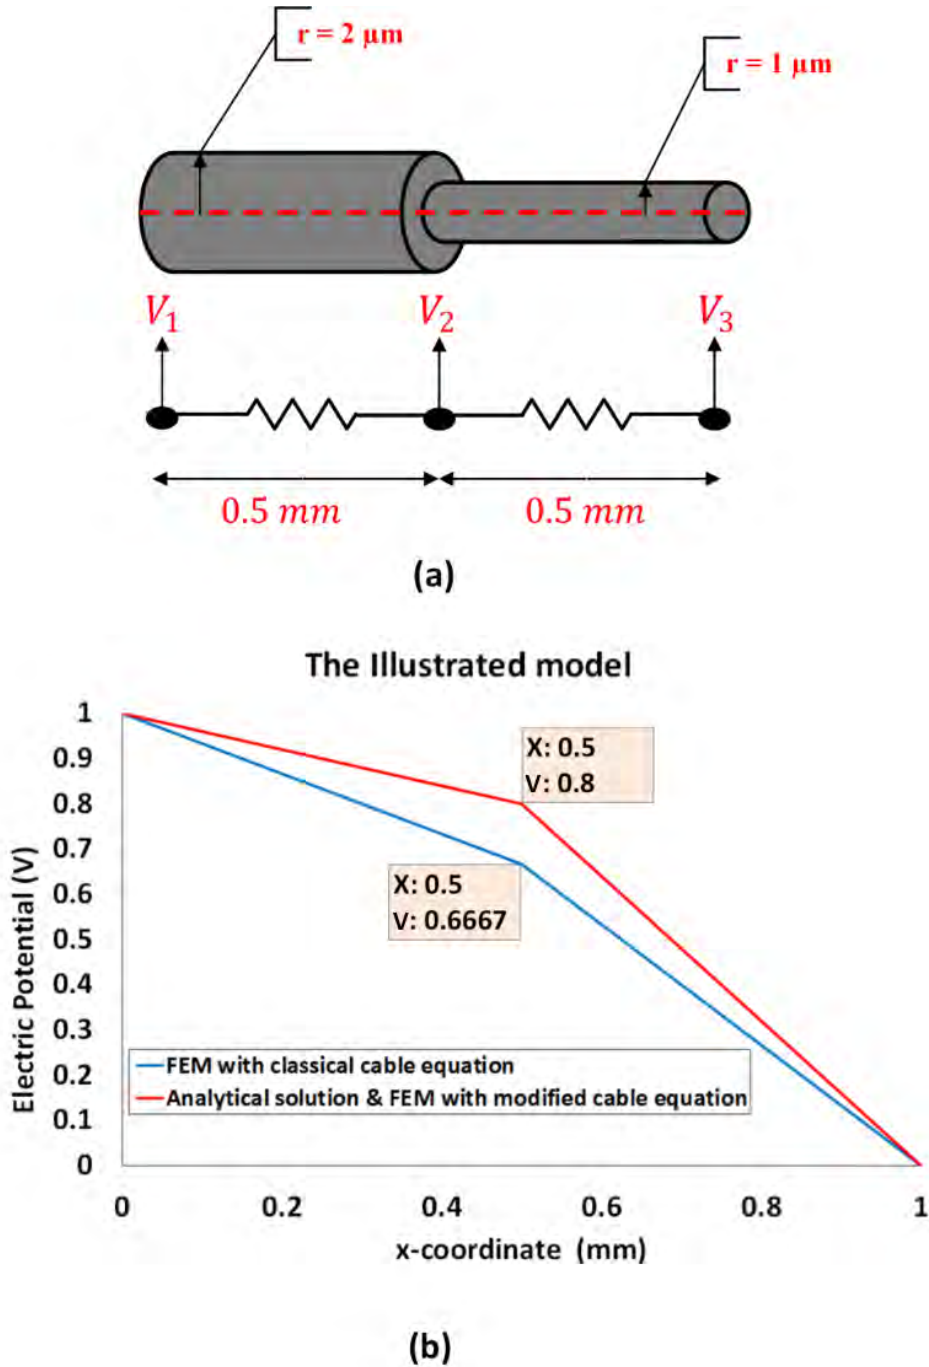 r = 2 µm
r = 1 µm
V₁ V₂ V₃
0.5 mm 0.5 mm
(a)
The Illustrated model
Electric Potential (V)
1
0.9
0.8
0.7
0.6
0.5
0.4
0.3
0.2
0.1
0
X: 0.5
V: 0.8
X: 0.5
V: 0.6667
FEM with classical cable equation
Analytical solution & FEM with modified cable equation
0 0.2 0.4 0.6 0.8 1
x-coordinate (mm)
(b)